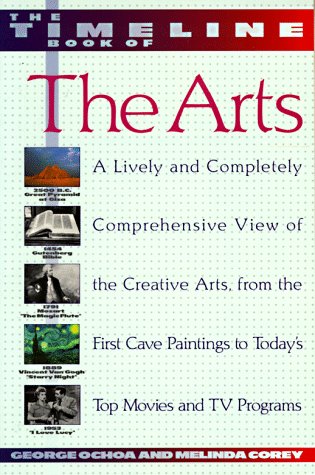 THE
TIMELINE
BOOK OF
The Arts
A Lively and Completely
2500 B.C.
Great Pyramid
at Giza
Comprehensive View of
1454
Gutenberg
Bible
the Creative Arts, from the
1791
Mozart
"The Magic Flute"
First Cave Paintings to Today's
1889
Vincent Van Gogh
"Starry Night"
Top Movies and TV Programs
1953
"I Love Lucy"
GEORGE OCHOA AND MELINDA COREY